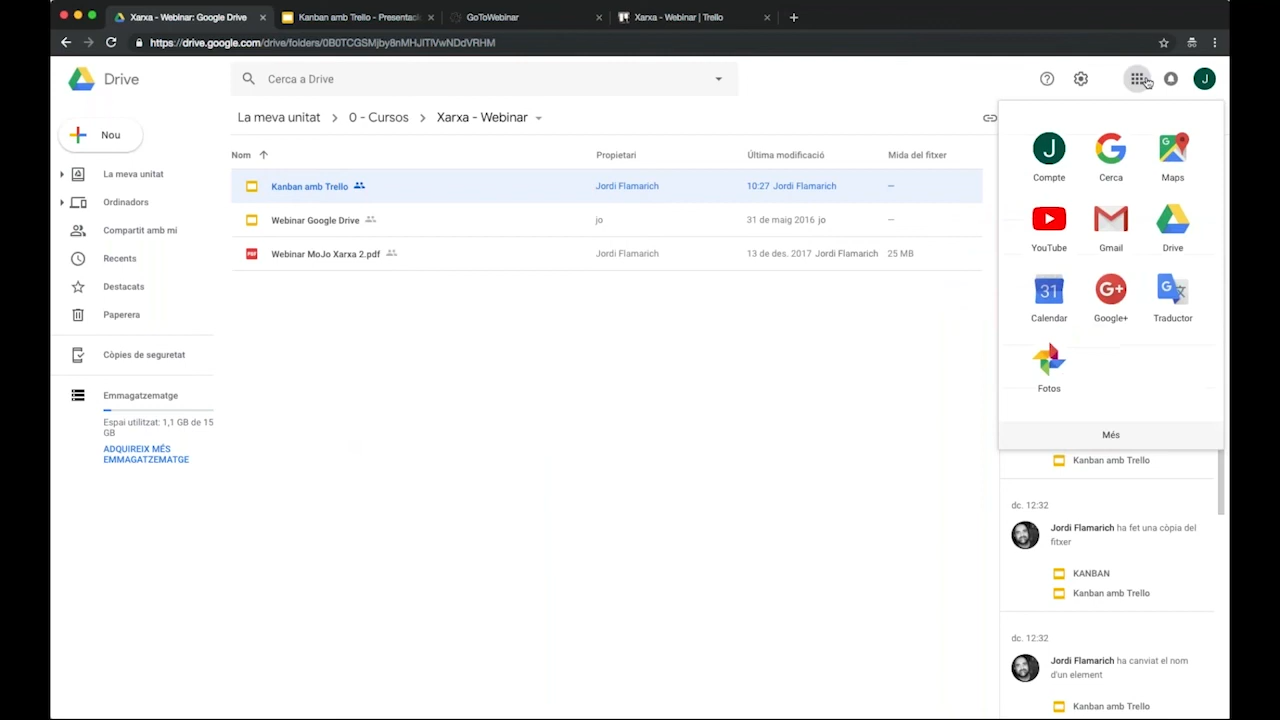 Xarxa - Webinar: Google Drive
Kanban amb Trello - Presentac
GoToWebinar
Xarxa - Webinar | Trello
https://drive.google.com/drive/folders/0B0TCGSMjby8nMHJITlVwNDdVRHM
Drive
Cerca a Drive
J
Nou
La meva unitat
Ordinadors
Compartit amb mi
Recents
Destacats
Paperera
Còpies de seguretat
Emmagatzematge
Espai utilitzat: 1,1 GB de 15
GB
ADQUIREIX MÉS
EMMAGATZEMATGE
La meva unitat
0 - Cursos
Xarxa - Webinar
Nom
Propietari
Última modificació
Mida del fitxer
Kanban amb Trello
Jordi Flamarich
10:27 Jordi Flamarich
—
Webinar Google Drive
jo
31 de maig 2016 jo
—
PDF
Webinar MoJo Xarxa 2.pdf
Jordi Flamarich
13 de des. 2017 Jordi Flamarich
25 MB
J
Compte
G
Cerca
G
Maps
YouTube
Gmail
Drive
31
Calendar
G+
Google+
G
Traductor
Fotos
Més
Kanban amb Trello
dc. 12:32
Jordi Flamarich ha fet una còpia del
fitxer
KANBAN
Kanban amb Trello
dc. 12:32
Jordi Flamarich ha canviat el nom
d'un element
Kanban amb Trello